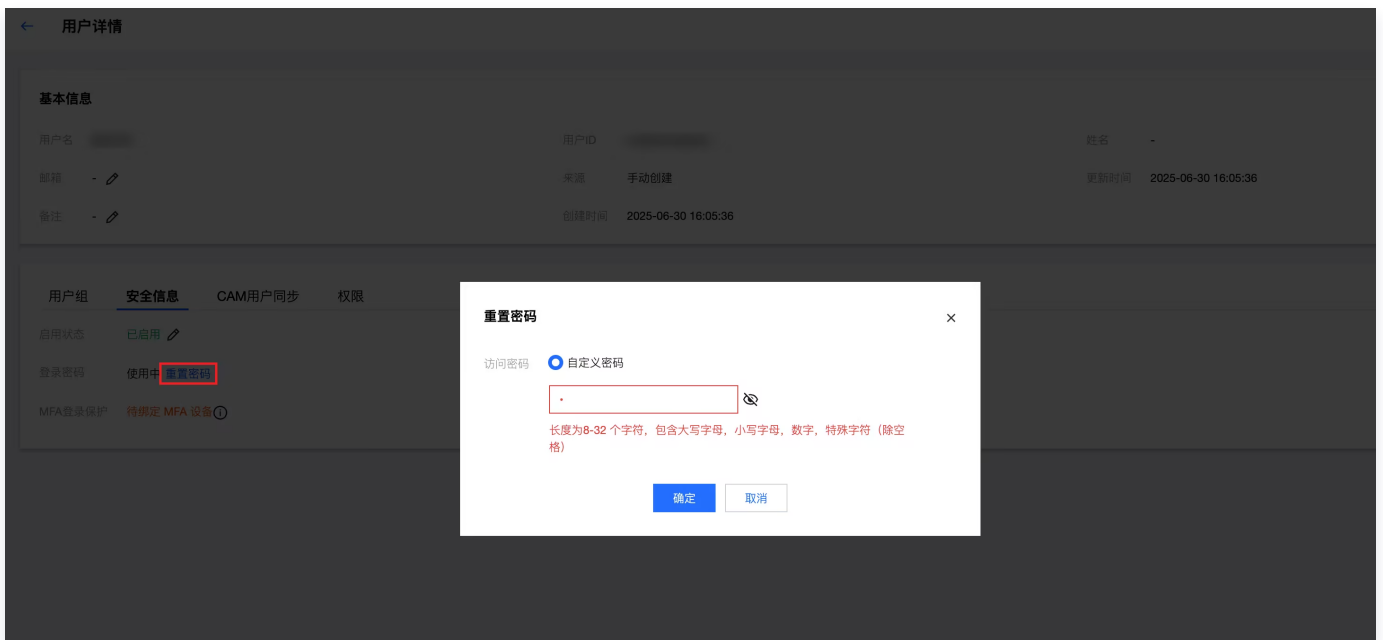 用户详情
基本信息
用户名
用户ID
姓名 -
邮箱 -
来源 手动创建
更新时间 2025-06-30 16:05:36
备注 -
创建时间 2025-06-30 16:05:36
用户组 安全信息 CAM用户同步 权限
启用状态 已启用
登录密码 使用中 重置密码
MFA登录保护 待绑定 MFA 设备
重置密码
访问密码 自定义密码
长度为8-32 个字符，包含大写字母，小写字母，数字，特殊字符（除空
格）
确定 取消